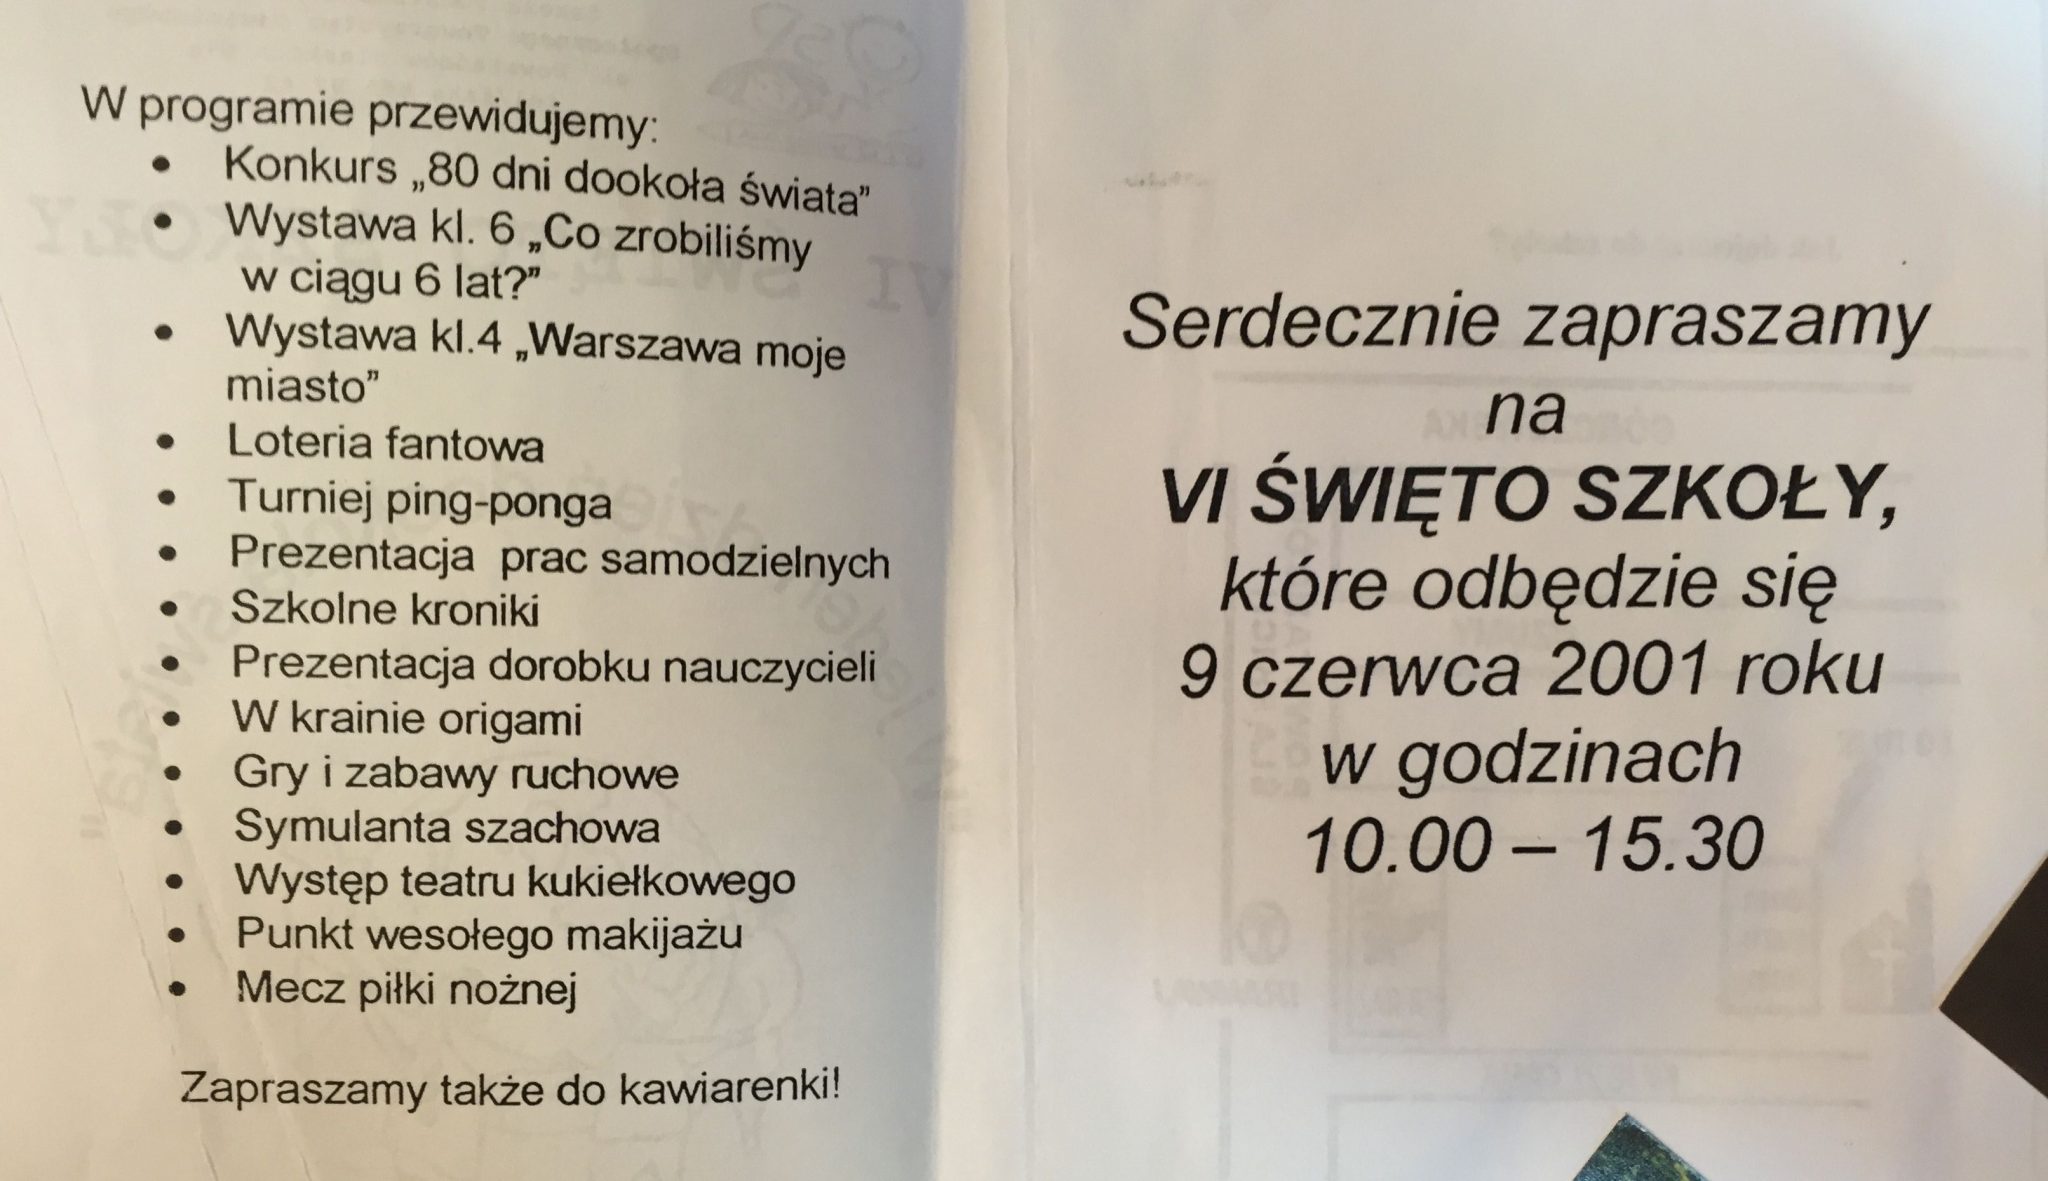 W programie przewidujemy:
• Konkurs „80 dni dookoła świata”
• Wystawa kl. 6 „Co zrobiliśmy
w ciągu 6 lat?”
• Wystawa kl.4 „Warszawa moje
miasto”
• Loteria fantowa
• Turniej ping-ponga
• Prezentacja prac samodzielnych
• Szkolne kroniki
• Prezentacja dorobku nauczycieli
• W krainie origami
• Gry i zabawy ruchowe
• Symulanta szachowa
• Występ teatru kukiełkowego
• Punkt wesołego makijażu
• Mecz piłki nożnej
Zapraszamy także do kawiarenki!
Serdecznie zapraszamy
na
VI ŚWIĘTO SZKOŁY,
które odbędzie się
9 czerwca 2001 roku
w godzinach
10.00 – 15.30